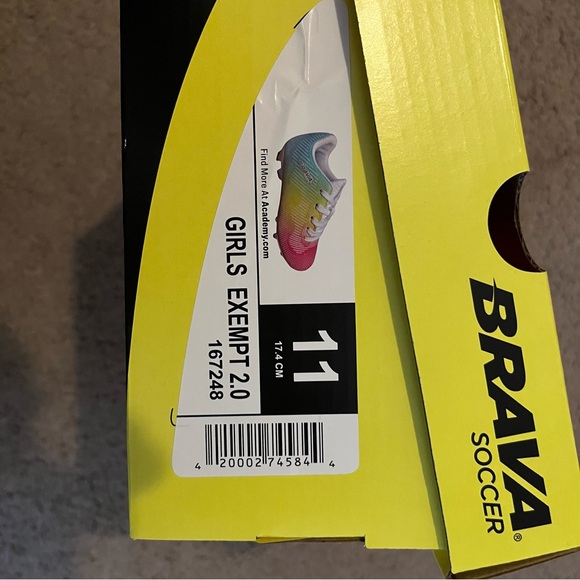 Find More At Academy.com
GIRLS EXEMPT 2.0
167248
11
17.4 CM
4 20002 74584 4
BRAVA®
SOCCER